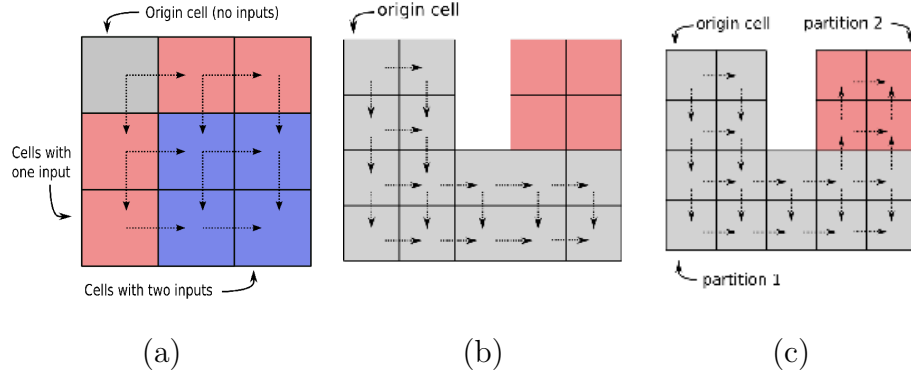 Origin cell (no inputs)
Cells with
one input
Cells with two inputs
(a)
origin cell
(b)
origin cell
partition 2
partition 1
(c)